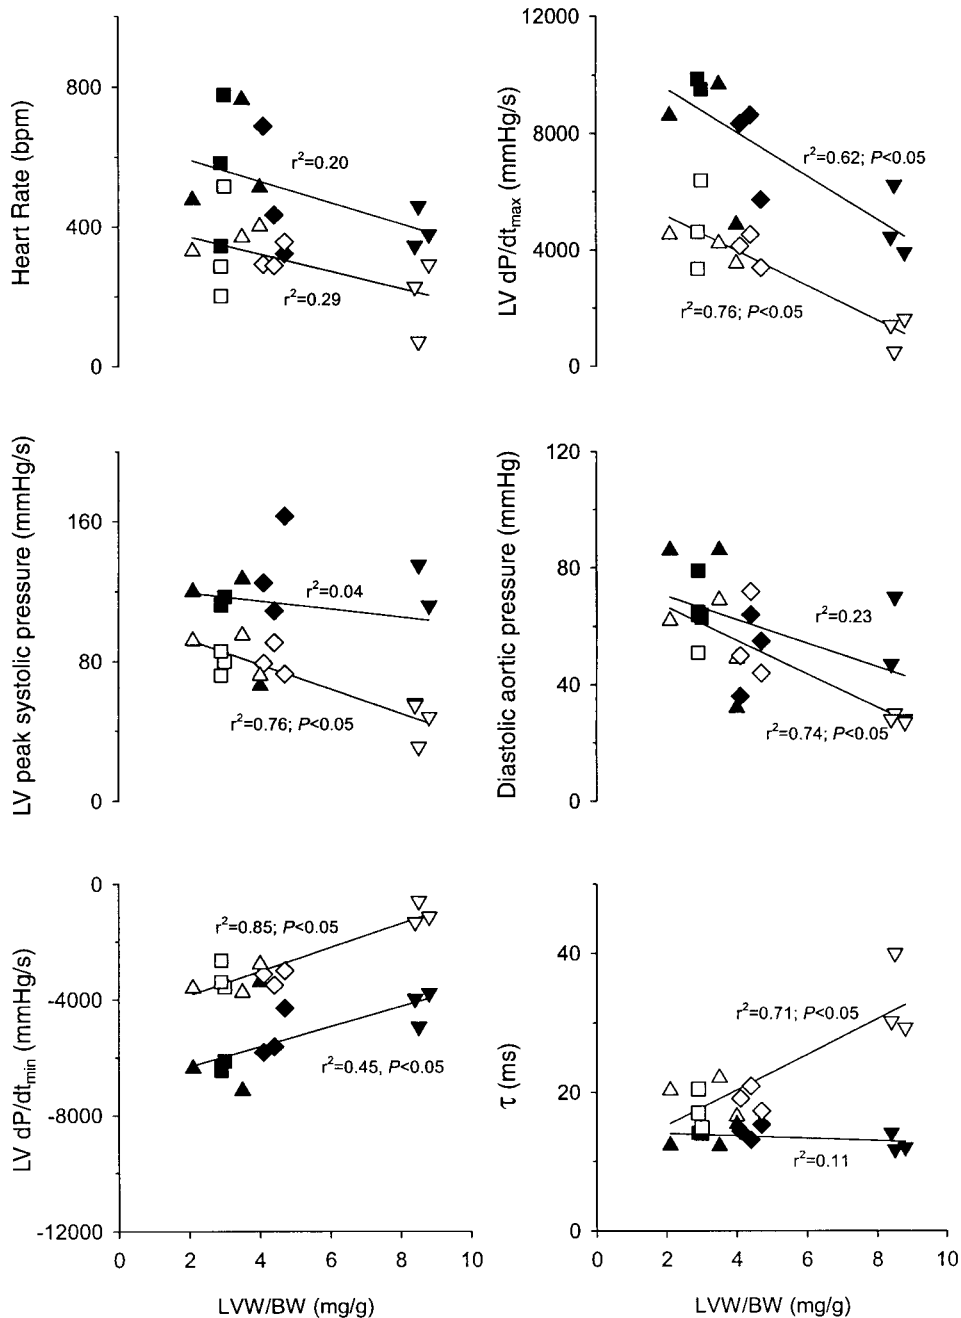 Heart Rate (bpm)
800
400
0
r²=0.20
r²=0.29
LV dP/dtmax (mmHg/s)
12000
8000
4000
0
r²=0.62; P<0.05
r²=0.76; P<0.05
LV peak systolic pressure (mmHg/s)
160
80
0
r²=0.04
r²=0.76; P<0.05
Diastolic aortic pressure (mmHg)
120
80
40
0
r²=0.23
r²=0.74; P<0.05
LV dP/dtmin (mmHg/s)
0
-4000
-8000
-12000
r²=0.85; P<0.05
r²=0.45, P<0.05
0 2 4 6 8 10
LVW/BW (mg/g)
τ (ms)
40
20
0
r²=0.71; P<0.05
r²=0.11
0 2 4 6 8 10
LVW/BW (mg/g)